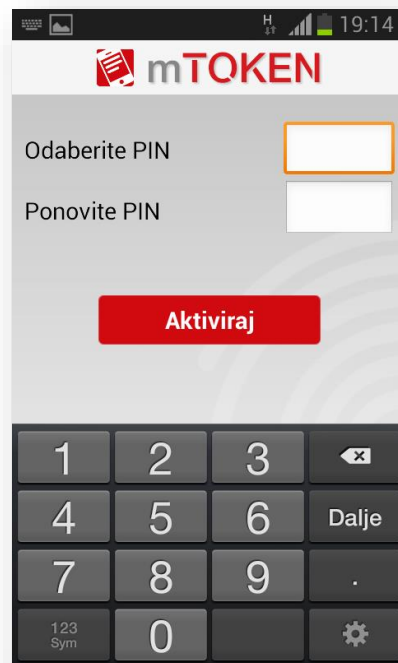 H 19:14
mTOKEN
Odaberite PIN
Ponovite PIN
Aktiviraj
1 2 3
4 5 6 Dalje
7 8 9 .
123
Sym 0